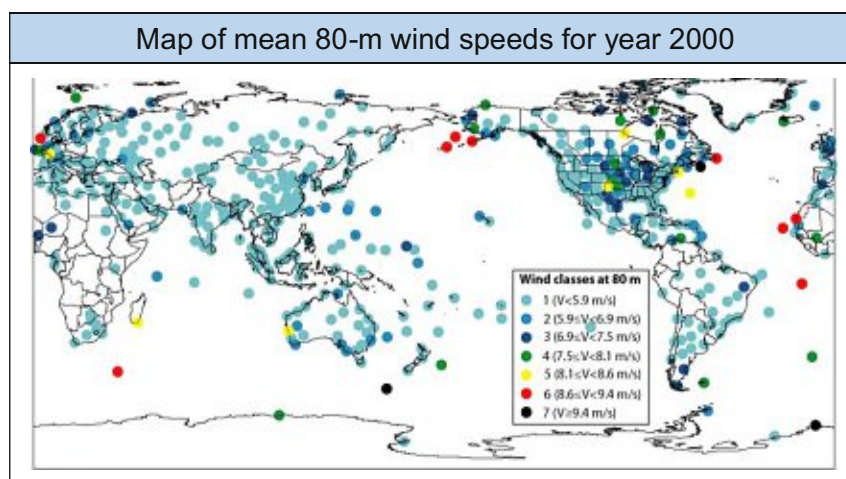 Map of mean 80-m wind speeds for year 2000
Wind classes at 80 m
1 (V<5.9 m/s)
2 (5.9≤V<6.9 m/s)
3 (6.9≤V<7.5 m/s)
4 (7.5≤V<8.1 m/s)
5 (8.1≤V<8.6 m/s)
6 (8.6≤V<9.4 m/s)
7 (V≥9.4 m/s)